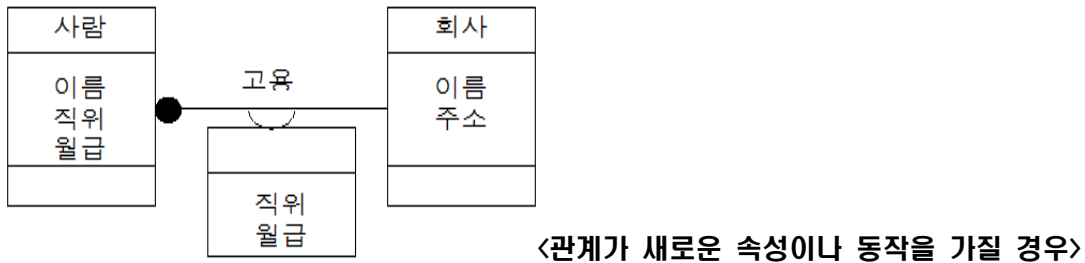 사람
이름
직위
월급
고용
직위
월급
회사
이름
주소
<관계가 새로운 속성이나 동작을 가질 경우>